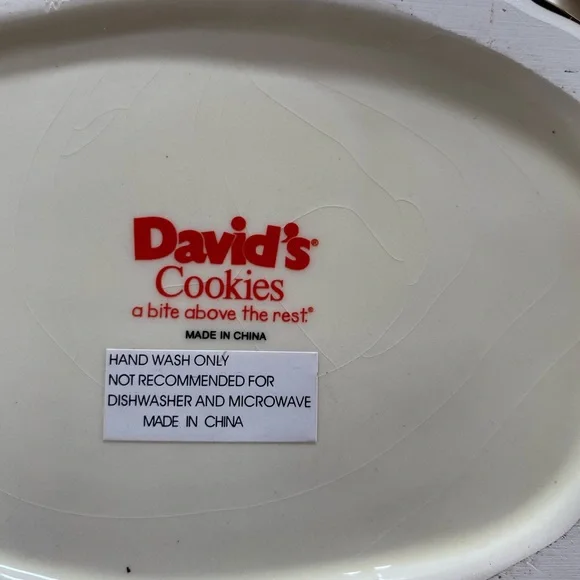 David's®
Cookies
a bite above the rest.®
MADE IN CHINA
HAND WASH ONLY
NOT RECOMMENDED FOR
DISHWASHER AND MICROWAVE
MADE IN CHINA